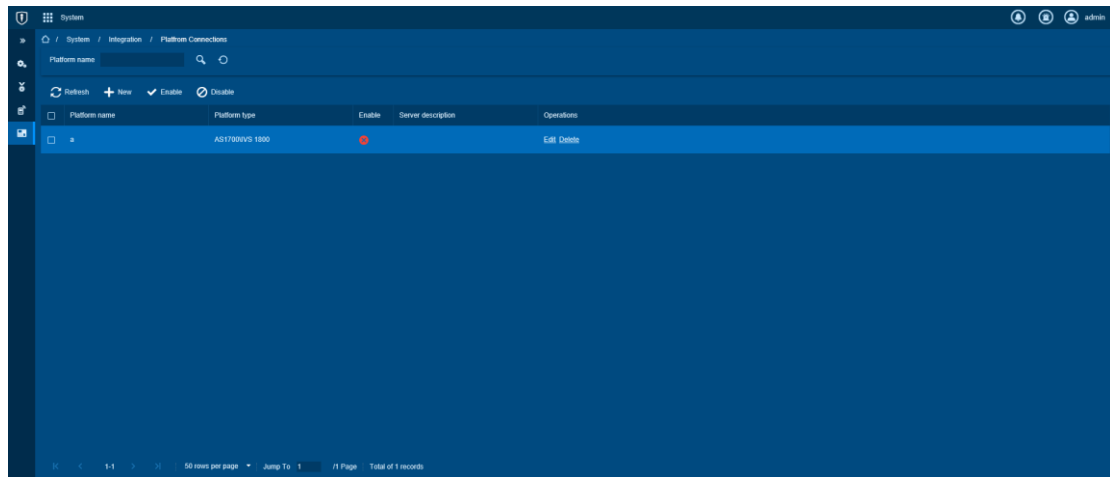 System
admin
/ System / Integration / Platfrom Connections
Platform name
Refresh New Enable Disable
Platform name Platform type Enable Server description Operations
a AS1700\IVS 1800 Edit Delete
1-1 50 rows per page Jump To 1 /1 Page Total of 1 records